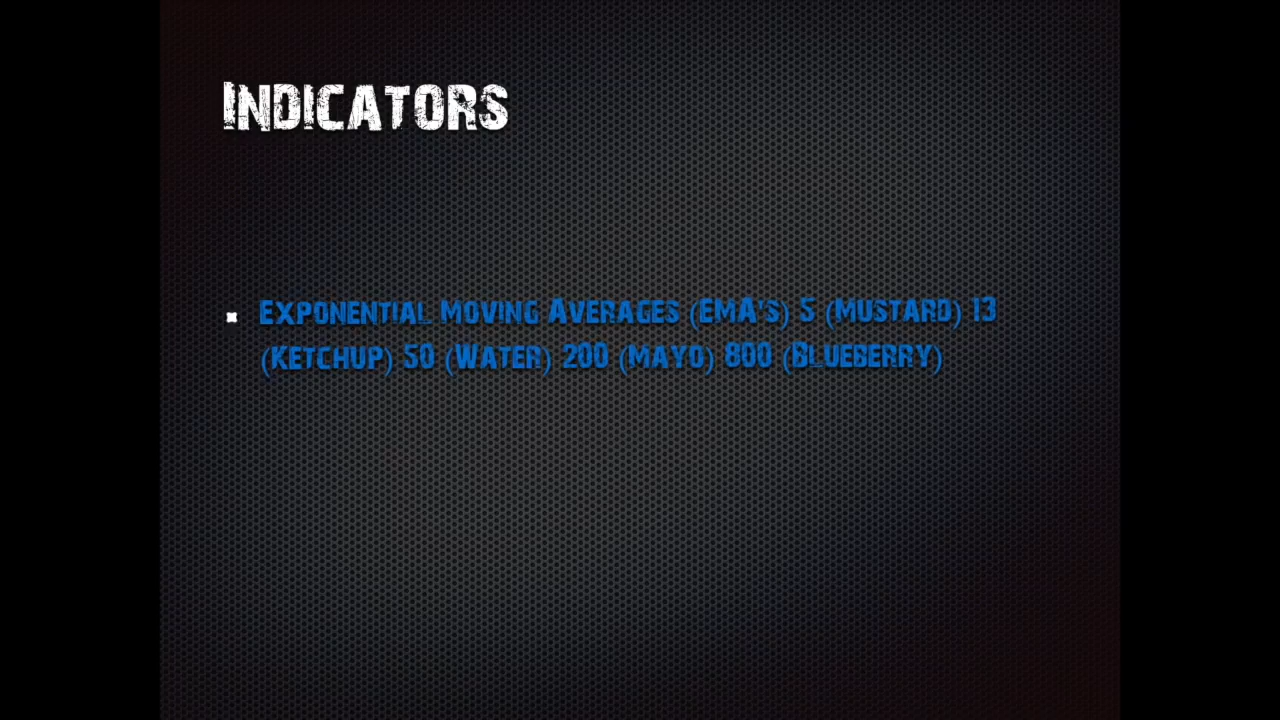 Indicators
Exponential Moving Averages (EMA's) 5 (Mustard) 13
(Ketchup) 50 (Water) 200 (Mayo) 800 (Blueberry)